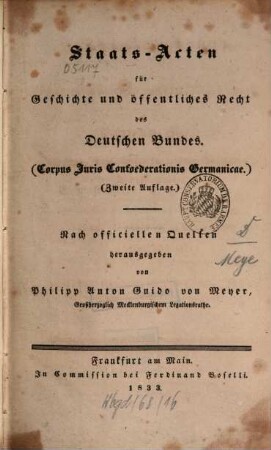 Staats-Acten
05117
für
Geschichte und öffentliches Recht
des
Deutschen Bundes.
(Corpus Juris Confoederationis Germanicae.)
(Zweite Auflage.)
Nach officiellen Quellen
herausgegeben
von
Philipp Anton Guido von Meyer,
Großherzoglich Mecklenburgischem Legationsrathe.
Meye
Frankfurt am Main.
In Commission bei Ferdinand Boselli.
1833.